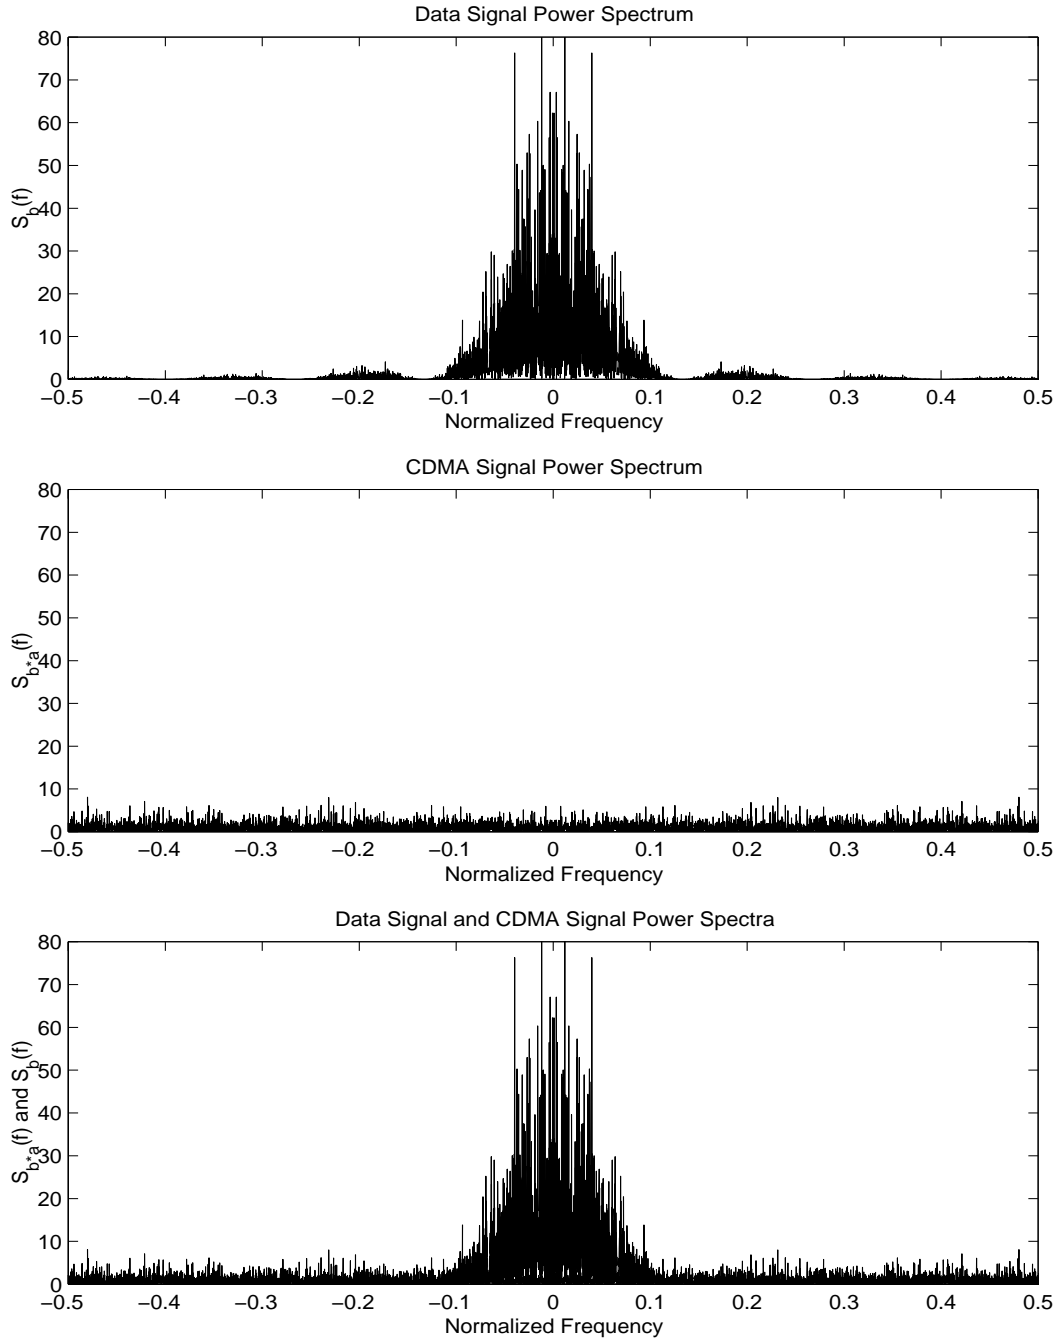 Data Signal Power Spectrum
80
70
60
50
40
30
20
10
0
S_b(f)
−0.5 −0.4 −0.3 −0.2 −0.1 0 0.1 0.2 0.3 0.4 0.5
Normalized Frequency
CDMA Signal Power Spectrum
80
70
60
50
40
30
20
10
0
S_b*a(f)
−0.5 −0.4 −0.3 −0.2 −0.1 0 0.1 0.2 0.3 0.4 0.5
Normalized Frequency
Data Signal and CDMA Signal Power Spectra
80
70
60
50
40
30
20
10
0
S_b*a(f) and S_b(f)
−0.5 −0.4 −0.3 −0.2 −0.1 0 0.1 0.2 0.3 0.4 0.5
Normalized Frequency